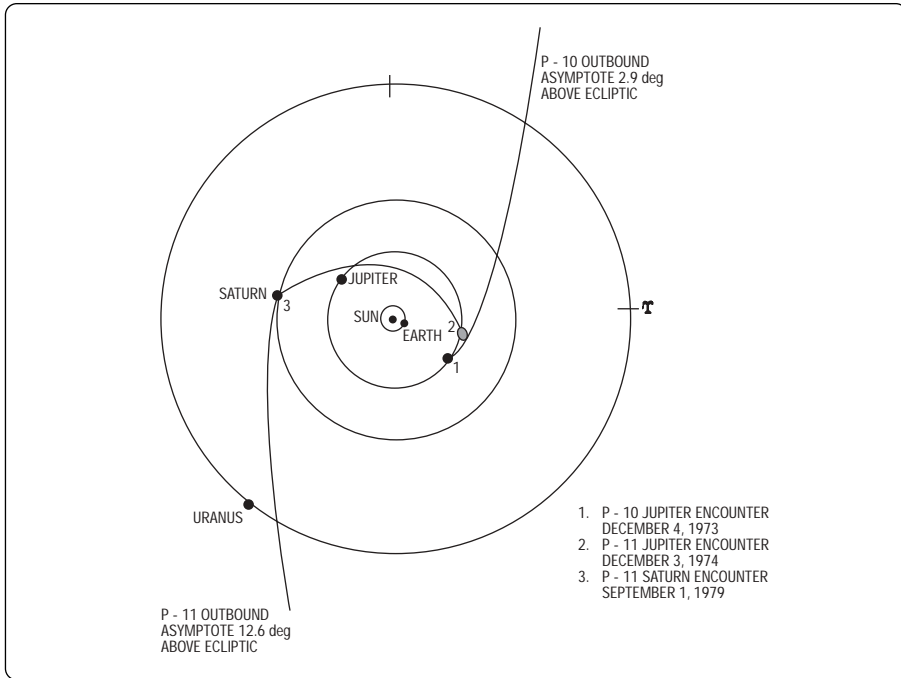 P - 10 OUTBOUND
ASYMPTOTE 2.9 deg
ABOVE ECLIPTIC
JUPITER
SATURN
3
SUN
EARTH
2
1
URANUS
1. P - 10 JUPITER ENCOUNTER
DECEMBER 4, 1973
2. P - 11 JUPITER ENCOUNTER
DECEMBER 3, 1974
3. P - 11 SATURN ENCOUNTER
SEPTEMBER 1, 1979
P - 11 OUTBOUND
ASYMPTOTE 12.6 deg
ABOVE ECLIPTIC